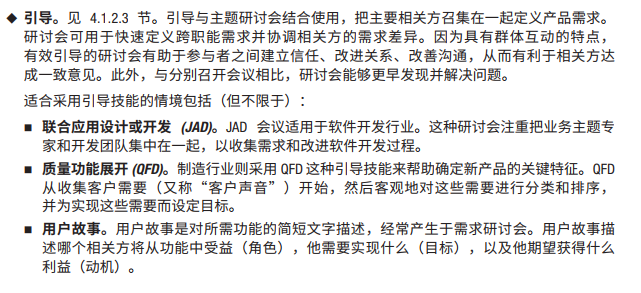 ◆ 引导。见 4.1.2.3 节。引导与主题研讨会结合使用，把主要相关方召集在一起定义产品需求。
研讨会可用于快速定义跨职能需求并协调相关方的需求差异。因为具有群体互动的特点，
有效引导的研讨会有助于参与者之间建立信任、改进关系、改善沟通，从而有利于相关方达
成一致意见。此外，与分别召开会议相比，研讨会能够更早发现并解决问题。
适合采用引导技能的情境包括（但不限于）：
■ 联合应用设计或开发 (JAD)。JAD 会议适用于软件开发行业。这种研讨会注重把业务主题专
家和开发团队集中在一起，以收集需求和改进软件开发过程。
■ 质量功能展开 (QFD)。制造行业则采用 QFD 这种引导技能来帮助确定新产品的关键特征。QFD
从收集客户需要（又称“客户声音”）开始，然后客观地对这些需要进行分类和排序，
并为实现这些需要而设定目标。
■ 用户故事。用户故事是对所需功能的简短文字描述，经常产生于需求研讨会。用户故事描
述哪个相关方将从功能中受益（角色），他需要实现什么（目标），以及他期望获得什么
利益（动机）。